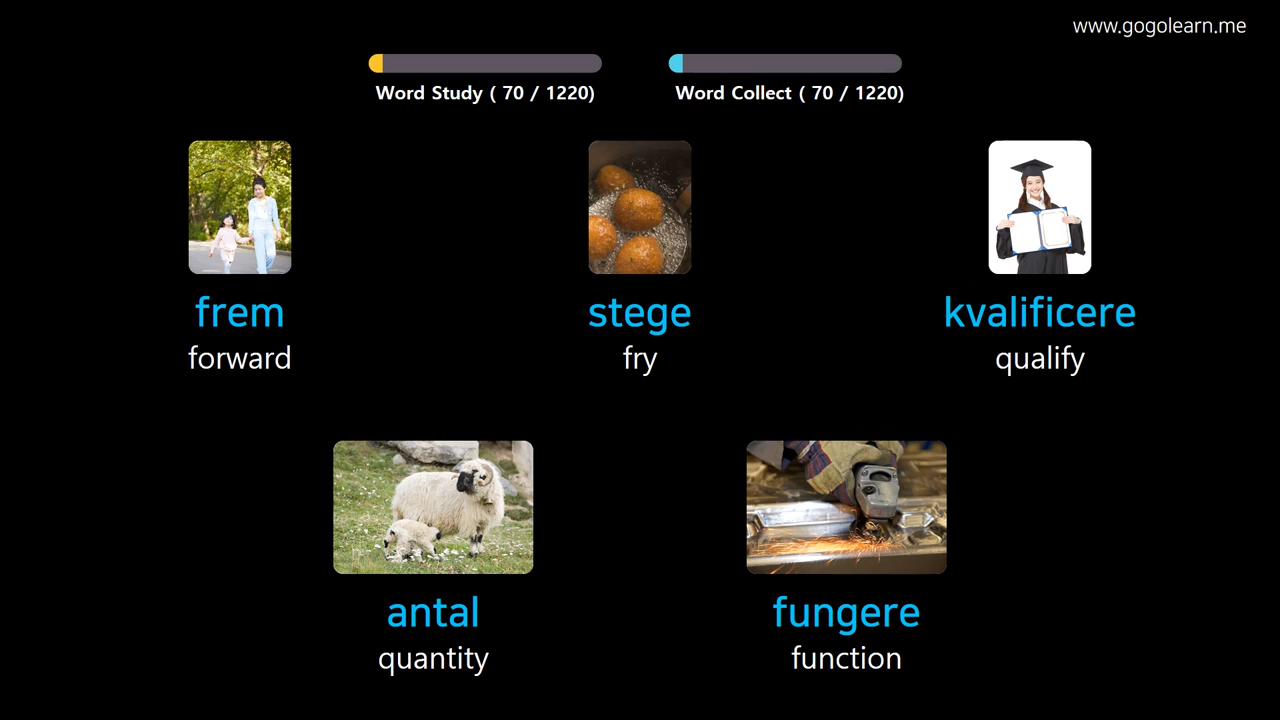 www.gogolearn.me
Word Study ( 70 / 1220)
Word Collect ( 70 / 1220)
frem
forward
stege
fry
kvalificere
qualify
antal
quantity
fungere
function